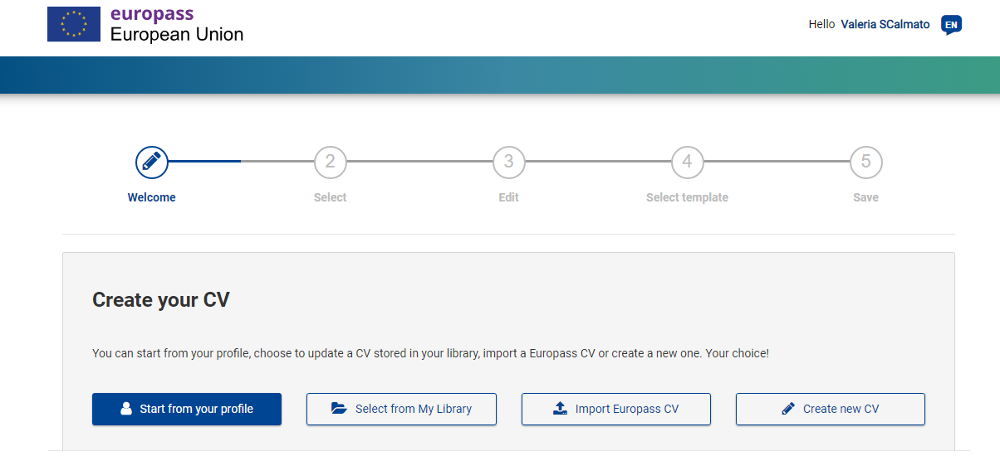 europass
European Union
Hello Valeria SCalmato EN
2 3 4 5
Welcome Select Edit Select template Save
Create your CV
You can start from your profile, choose to update a CV stored in your library, import a Europass CV or create a new one. Your choice!
Start from your profile Select from My Library Import Europass CV Create new CV